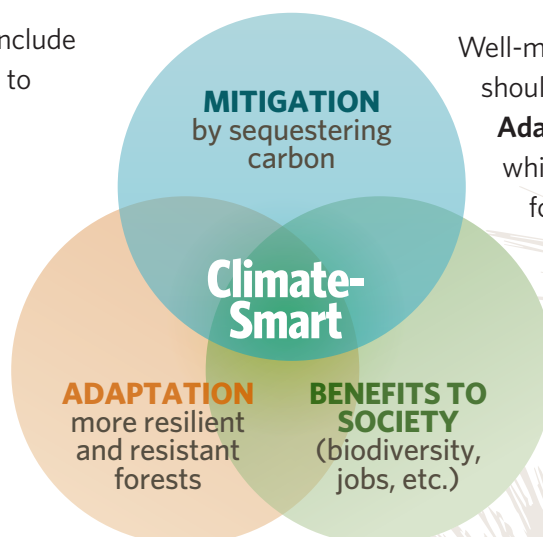 nclude
to
Well-m
shoul
Ada
whi
fo
MITIGATION
by sequestering
carbon
Climate-
Smart
ADAPTATION
more resilient
and resistant
forests
BENEFITS TO
SOCIETY
(biodiversity,
jobs, etc.)